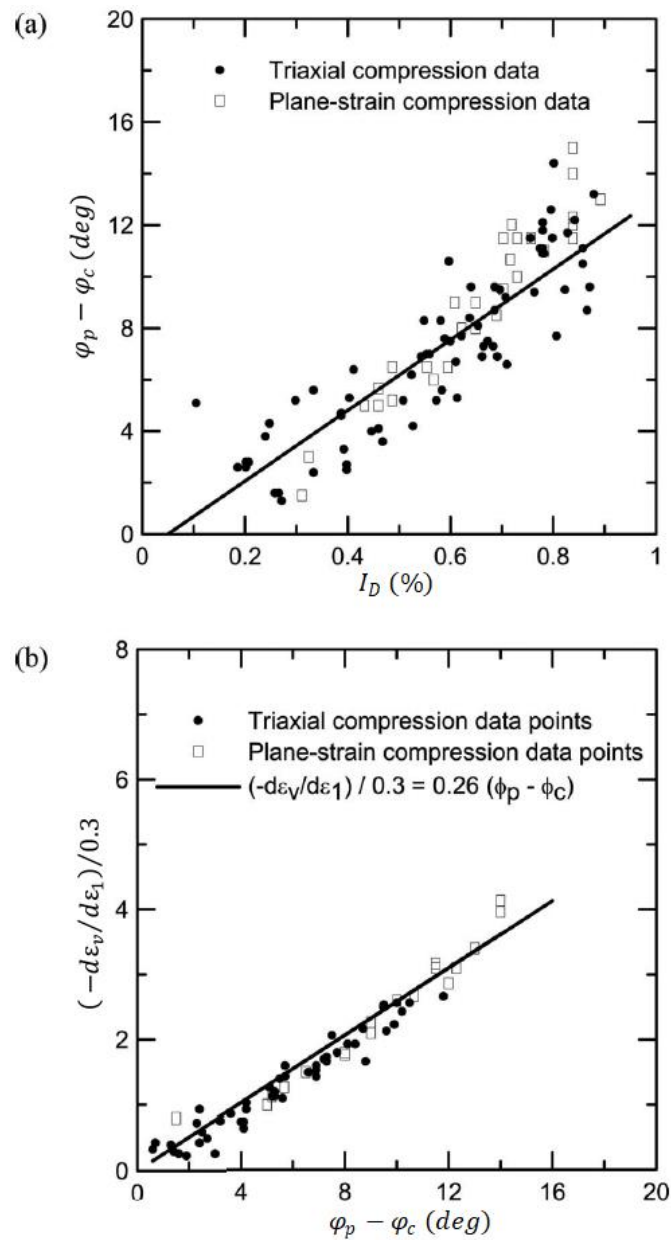 (a)
20
16
12
8
4
0
Triaxial compression data
Plane-strain compression data
φp − φc (deg)
0 0.2 0.4 0.6 0.8 1
I_D (%)
(b)
8
6
4
2
0
Triaxial compression data points
Plane-strain compression data points
(-dεv/dε1) / 0.3 = 0.26 (ϕp - ϕc)
(−dεv/dε1)/0.3
0 4 8 12 16 20
φp − φc (deg)